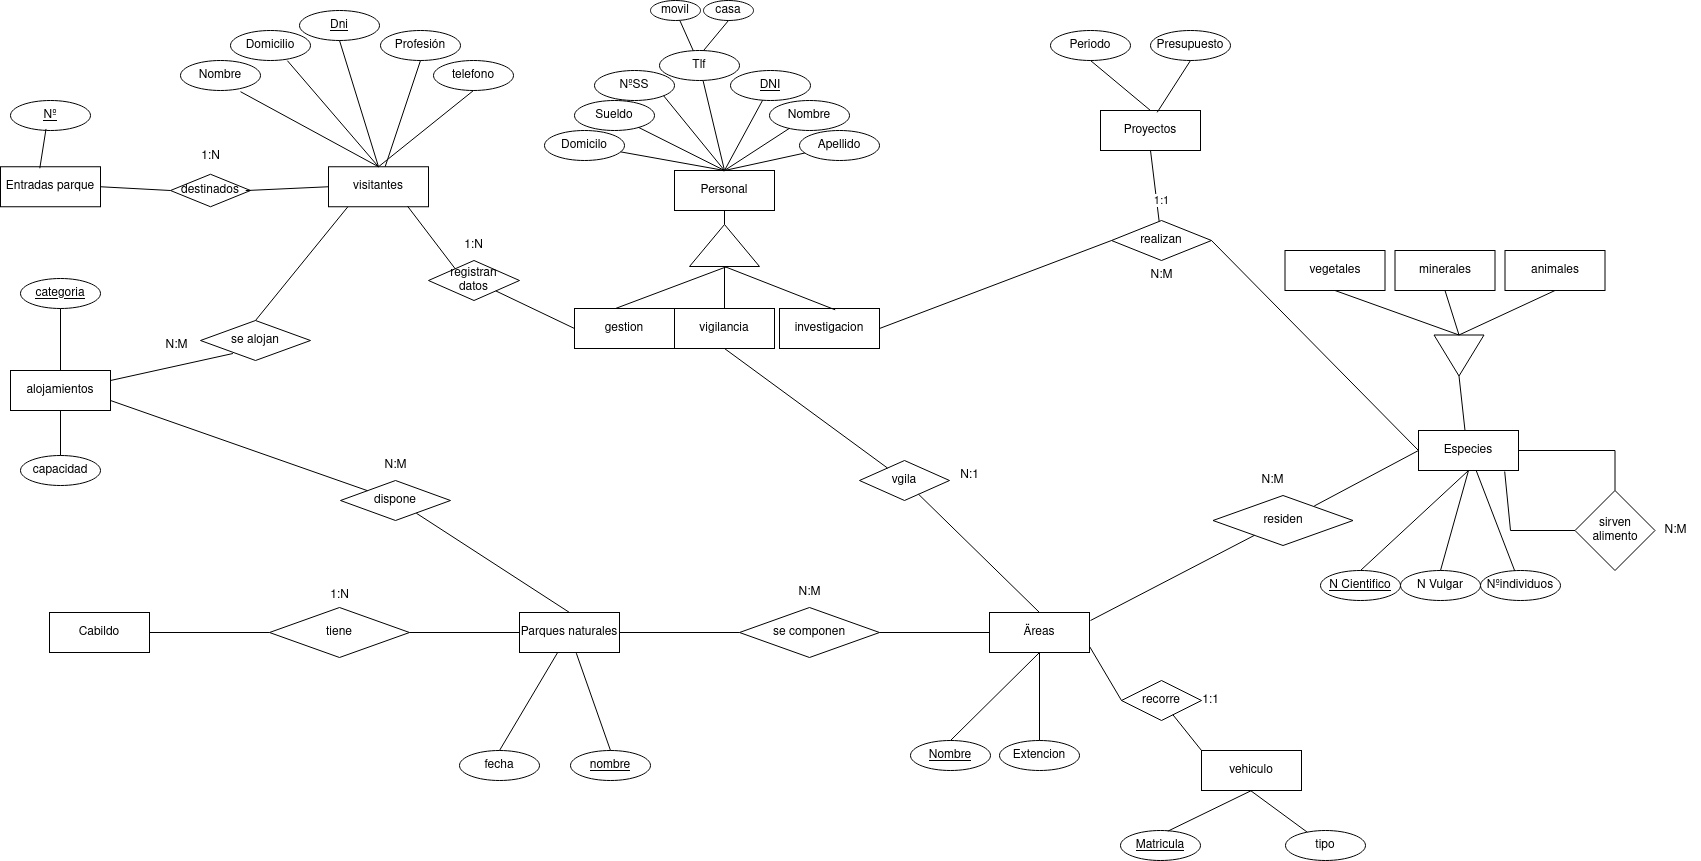 movil
casa
Dni
Domicilio
Profesión
Periodo
Presupuesto
Tlf
Nombre
telefono
NºSS
DNI
Nº
Sueldo
Nombre
Proyectos
Domicilo
Apellido
1:N
Entradas parque
destinados
visitantes
Personal
1:1
realizan
1:N
registran
datos
N:M
vegetales
minerales
animales
categoria
gestion
vigilancia
investigacion
N:M
se alojan
alojamientos
Especies
capacidad
N:M
dispone
vgila
N:1
N:M
residen
sirven
alimento
N:M
N Cientifico
N Vulgar
Nºindividuos
1:N
N:M
Cabildo
tiene
Parques naturales
se componen
Äreas
recorre
1:1
fecha
nombre
Nombre
Extencion
vehiculo
Matricula
tipo